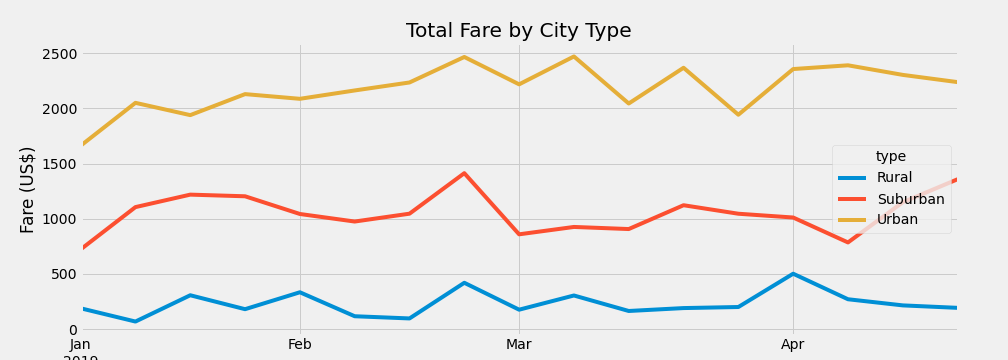 Total Fare by City Type
Fare (US$)
2500
2000
1500
1000
500
0
type
Rural
Suburban
Urban
Jan Feb Mar Apr
2019